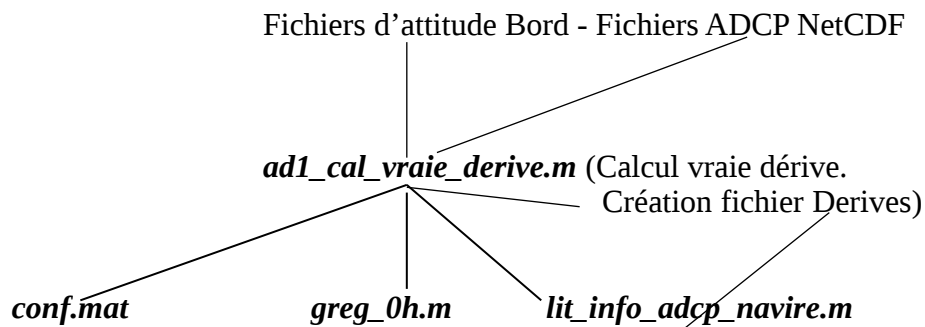 Fichiers d’attitude Bord - Fichiers ADCP NetCDF
ad1_cal_vraie_derive.m (Calcul vraie dérive.
Création fichier Derives)
conf.mat greg_0h.m lit_info_adcp_navire.m